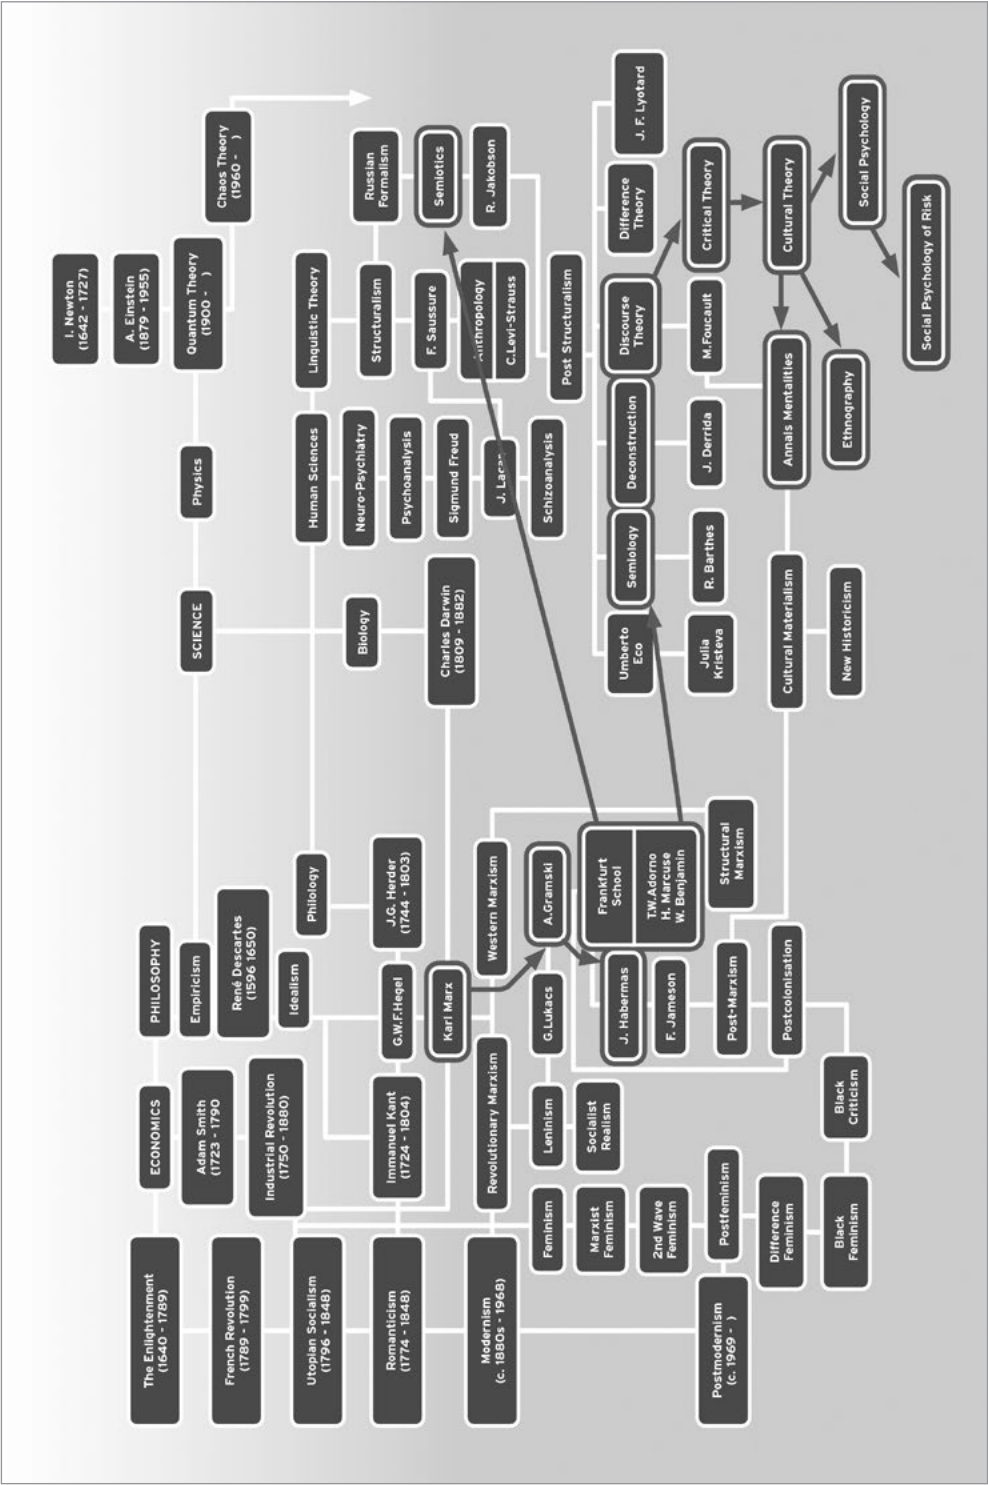 I. Newton
(1642 - 1727)
A. Einstein
(1879 - 1955)
The Enlightenment
(1640 - 1789)
ECONOMICS
PHILOSOPHY
Adam Smith
1723 - 1790
Empiricism
SCIENCE
Physics
Quantum Theory
(1900 -    )
French Revolution
(1789 - 1799)
René Descartes
(1596 1650)
Chaos Theory
(1960 -    )
Industrial Revolution
(1750 - 1880)
Idealism
Utopian Socialism
(1796 - 1848)
Philology
Human Sciences
Linguistic Theory
Biology
Neuro-Psychiatry
Structuralism
Russian
Formalism
Romanticism
(1774 - 1848)
Immanuel Kant
(1724 - 1804)
G.W.F.Hegel
J.G. Herder
(1744 - 1803)
Psychoanalysis
F. Saussure
Semiotics
Karl Marx
Charles Darwin
(1809 - 1882)
Sigmund Freud
Modernism
(c. 1880s - 1968)
Revolutionary Marxism
Western Marxism
J. Lacan
Anthropology
C.Levi-Strauss
R. Jakobson
Feminism
Leninism
G.Lukacs
A.Gramski
Schizoanalysis
Post Structuralism
Marxist
Feminism
Socialist
Realism
J. Habermas
Frankfurt
School
T.W.Adorno
H. Marcuse
W. Benjamin
Umberto
Eco
Semiology
Deconstruction
Discourse
Theory
Difference
Theory
J. F. Lyotard
2nd Wave
Feminism
F. Jameson
Julia
Kristeva
R. Barthes
J. Derrida
M.Foucault
Critical Theory
Postmodernism
(c. 1969 -    )
Postfeminism
Post-Marxism
Structural
Marxism
Difference
Feminism
Postcolonisation
Cultural Materialism
Annals Mentalities
Cultural Theory
Black
Feminism
Black
Criticism
New Historicism
Ethnography
Social Psychology
Social Psychology of Risk